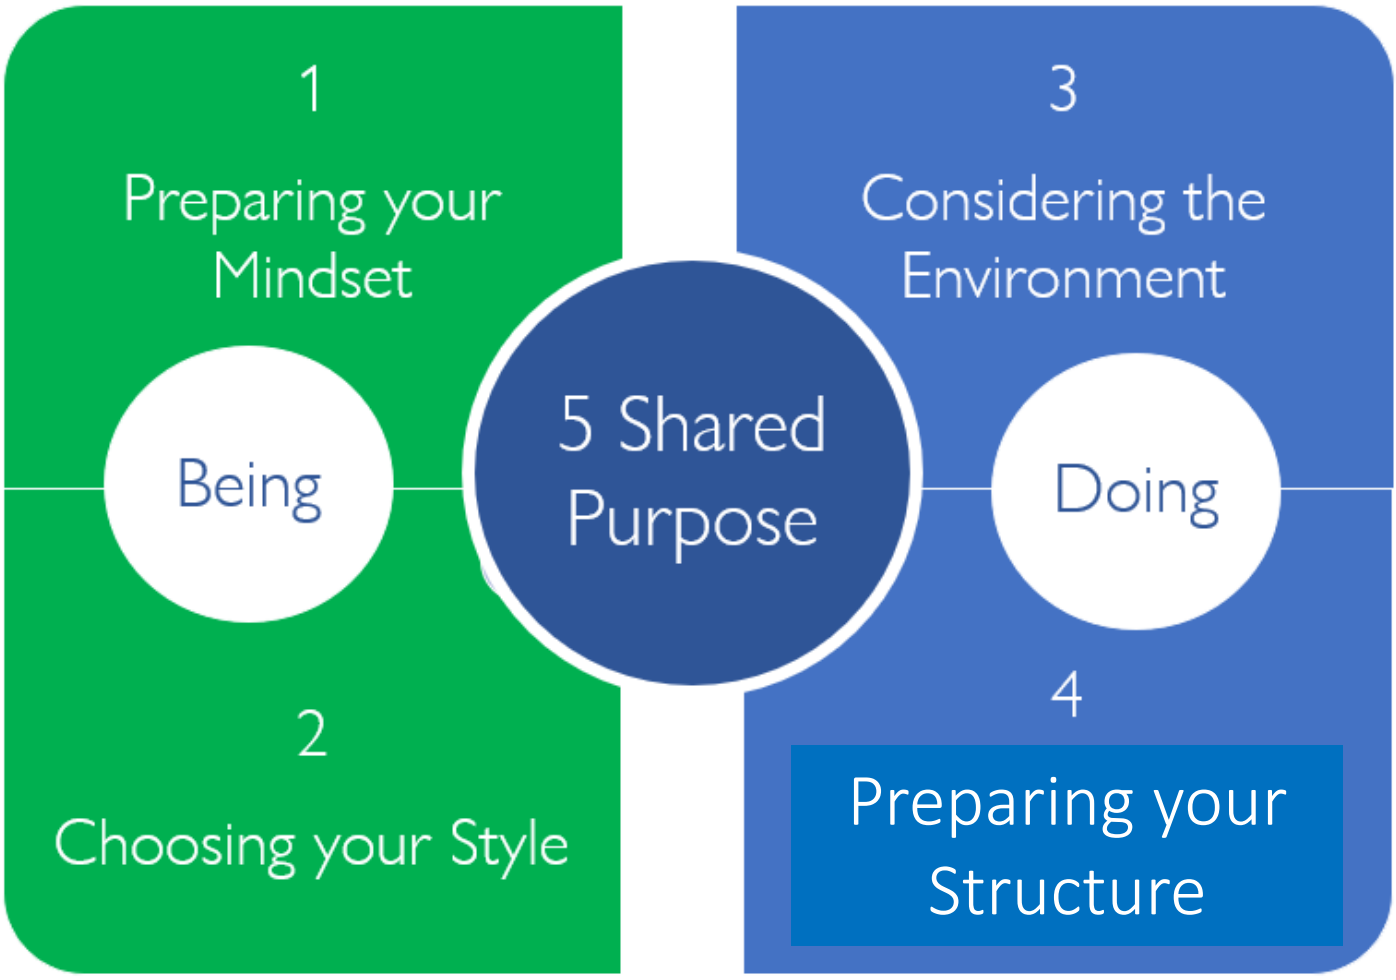 1
Preparing your
Mindset
Being
2
Choosing your Style
5 Shared
Purpose
3
Considering the
Environment
Doing
4
Preparing your
Structure